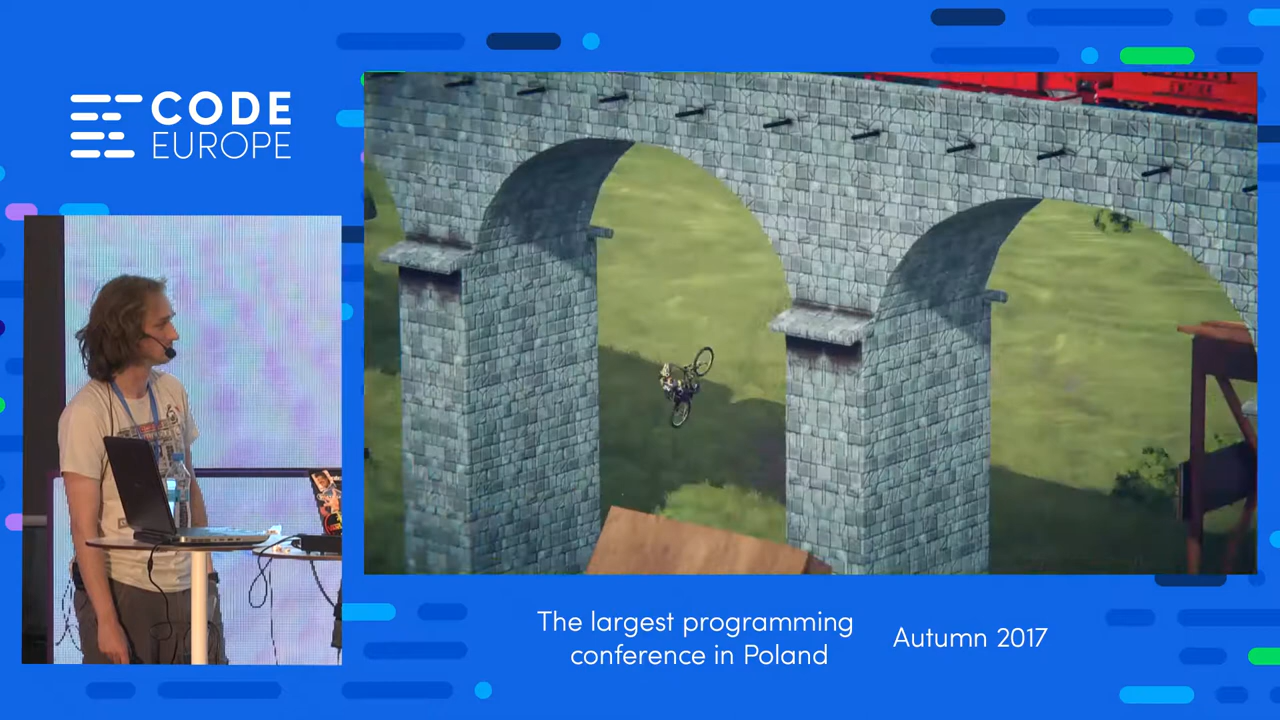 CODE
EUROPE
The largest programming
conference in Poland
Autumn 2017